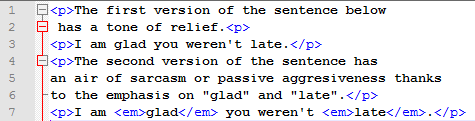 1 <p>The first version of the sentence below
2 has a tone of relief.<p>
3 <p>I am glad you weren't late.</p>
4 <p>The second version of the sentence has
5 an air of sarcasm or passive aggresiveness thanks
6 to the emphasis on "glad" and "late".</p>
7 <p>I am <em>glad</em> you weren't <em>late</em>.</p>